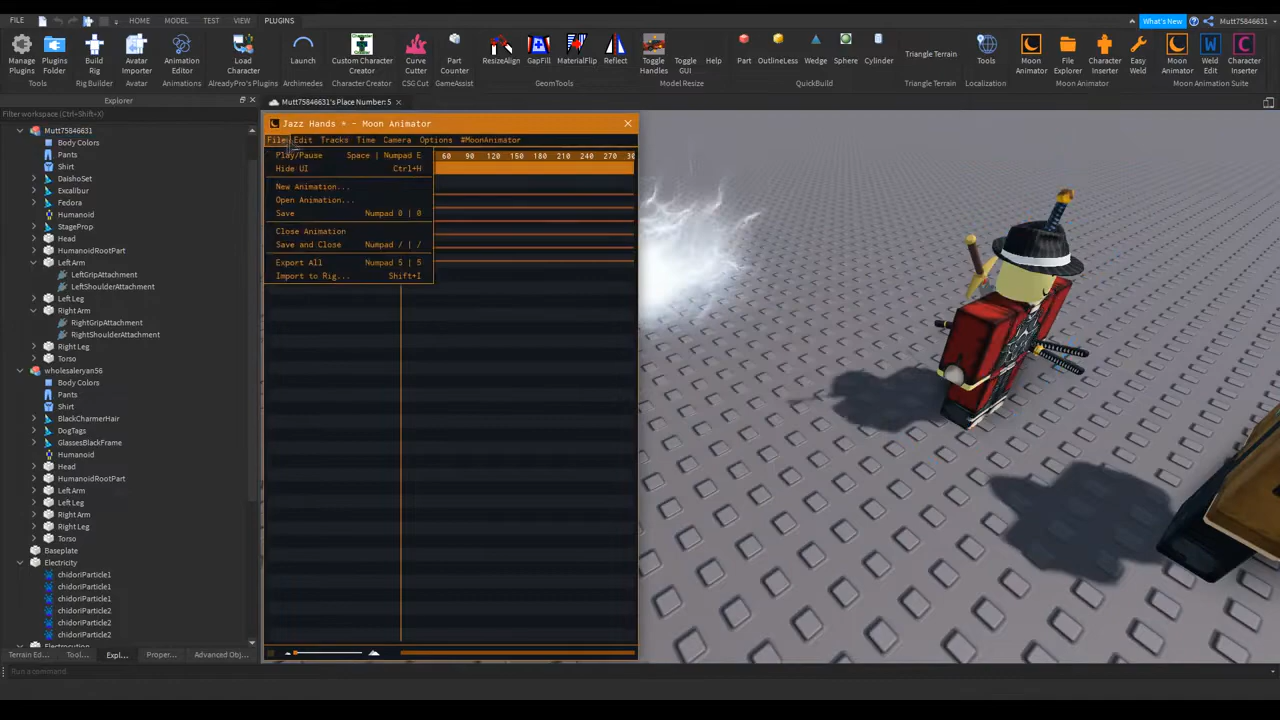 FILE HOME MODEL TEST VIEW PLUGINS What's New Mutt75846631
Manage Plugins Plugins Folder Build Rig Avatar Importer Animation Editor Load Character Launch Custom Character Creator Curve Cutter Part Counter ResizeAlign GapFill MaterialFlip Reflect Toggle Handles Toggle GUI Help Part OutlineLess Wedge Sphere Cylinder Triangle Terrain Tools Moon Animator File Explorer Character Inserter Easy Weld Moon Animator Weld Edit Character Inserter
Tools Rig Builder Avatar Animations AlreadyPro's Plugins Archimedes Character Creator CSG Cut GameAssist GeomTools Model Resize QuickBuild Triangle Terrain Localization Moon Animator Moon Animation Suite
Explorer
Mutt75846631's Place Number: 5
Filter workspace (Ctrl+Shift+X)
Mutt75846631
Body Colors
Pants
Shirt
DaishoSet
Excalibur
Fedora
Humanoid
StageProp
Head
HumanoidRootPart
Left Arm
LeftGripAttachment
LeftShoulderAttachment
Left Leg
Right Arm
RightGripAttachment
RightShoulderAttachment
Right Leg
Torso
wholesaleryan56
Body Colors
Pants
Shirt
BlackCharmerHair
DogTags
GlassesBlackFrame
Humanoid
Head
HumanoidRootPart
Left Arm
Left Leg
Right Arm
Right Leg
Torso
Baseplate
Electricity
chidoriParticle1
chidoriParticle1
chidoriParticle1
chidoriParticle2
chidoriParticle2
chidoriParticle2
Terrain Ed... Tool... Expl... Proper... Advanced Obj...
Run a command
Jazz Hands * - Moon Animator
File Edit Tracks Time Camera Options #MoonAnimator
60 90 120 150 180 210 240 270 30
Play/Pause Space | Numpad E
Hide UI Ctrl+H
New Animation...
Open Animation...
Save Numpad 0 | 0
Close Animation
Save and Close Numpad / | /
Export All Numpad 5 | 5
Import to Rig... Shift+I